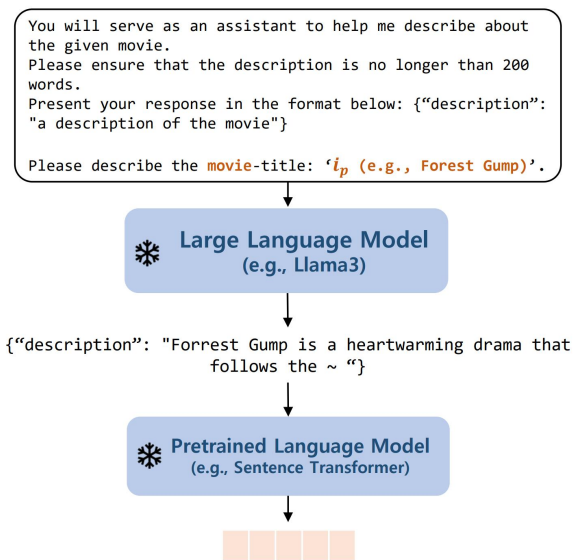 You will serve as an assistant to help me describe about
the given movie.
Please ensure that the description is no longer than 200
words.
Present your response in the format below: {“description”:
"a description of the movie"}
Please describe the movie-title: ‘iₚ (e.g., Forest Gump)’.
Large Language Model
(e.g., Llama3)
{“description”: "Forrest Gump is a heartwarming drama that
follows the ~ “}
Pretrained Language Model
(e.g., Sentence Transformer)